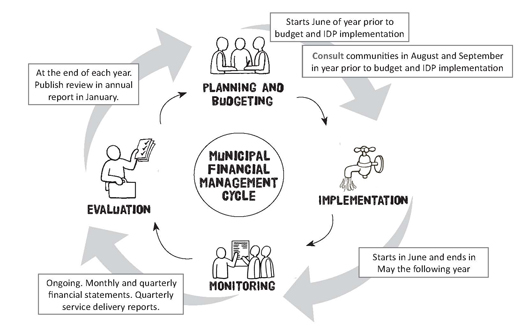 Starts June of year prior to
budget and IDP implementation
Consult communities in August and September
in year prior to budget and IDP implementation
At the end of each year.
Publish review in annual
report in January.
PLANNING AND
BUDGETING
MUNICIPAL
FINANCIAL
MANAGEMENT
CYCLE
EVALUATION
IMPLEMENTATION
MONITORING
Starts in June and ends in
May the following year
Ongoing. Monthly and quarterly
financial statements. Quarterly
service delivery reports.